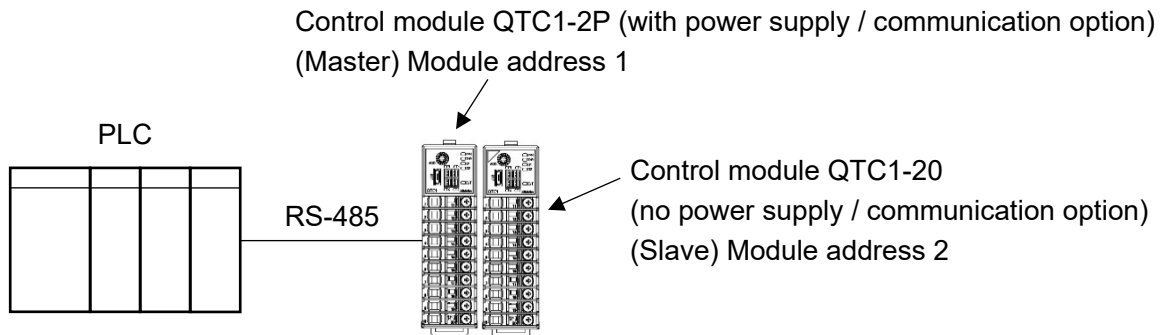 Control module QTC1-2P (with power supply / communication option)
(Master) Module address 1
PLC
Control module QTC1-20
(no power supply / communication option)
(Slave) Module address 2
RS-485